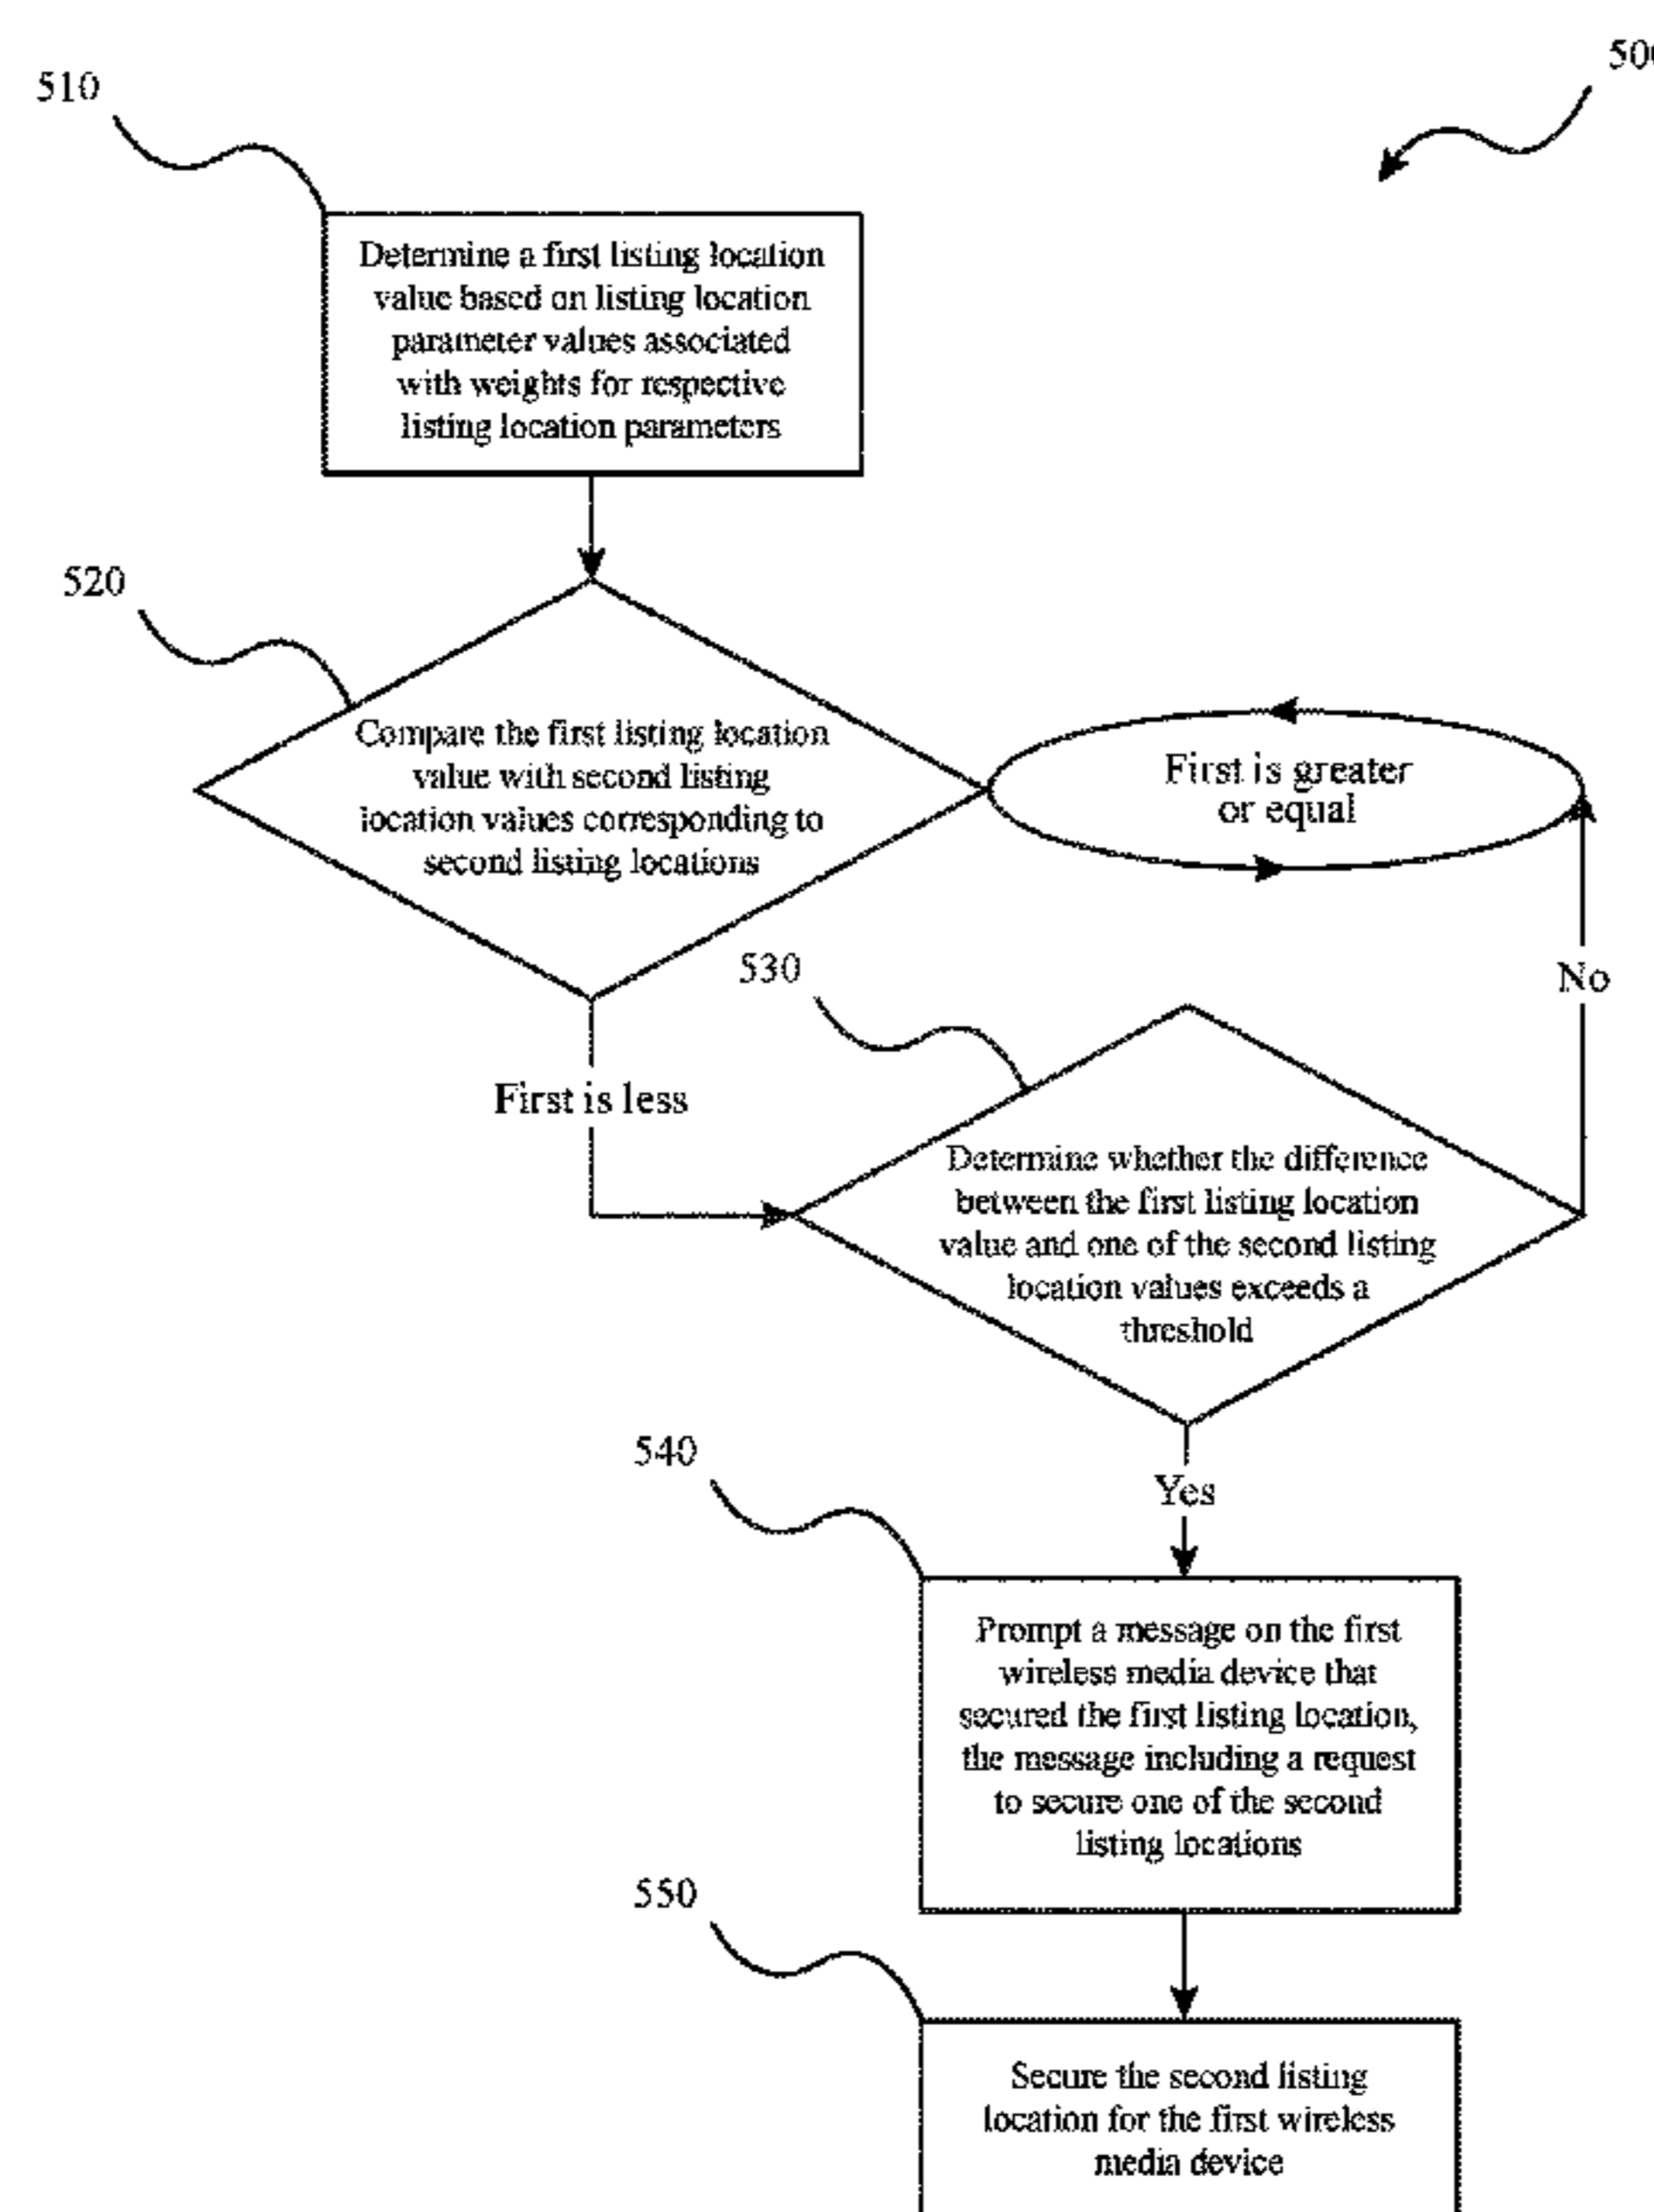 500
510
Determine a first listing location
value based on listing location
parameter values associated
with weights for respective
listing location parameters
520
Compare the first listing location
value with second listing
location values corresponding to
second listing locations
First is greater
or equal
530
No
First is less
Determine whether the difference
between the first listing location
value and one of the second listing
location values exceeds a
threshold
540
Yes
Prompt a message on the first
wireless media device that
secured the first listing location,
the message including a request
to secure one of the second
listing locations
550
Secure the second listing
location for the first wireless
media device